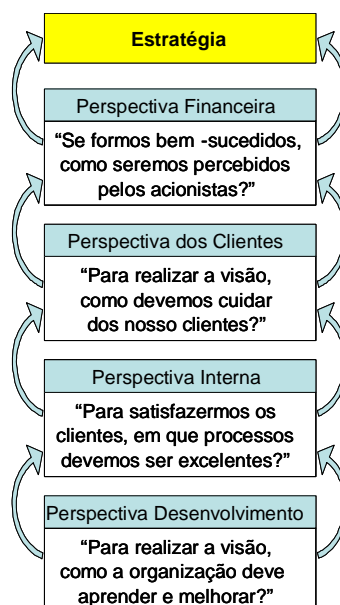 Estratégia
Perspectiva Financeira
“Se formos bem -sucedidos,
como seremos percebidos
pelos acionistas?”
Perspectiva dos Clientes
“Para realizar a visão,
como devemos cuidar
dos nosso clientes?”
Perspectiva Interna
“Para satisfazermos os
clientes, em que processos
devemos ser excelentes?”
Perspectiva Desenvolvimento
“Para realizar a visão,
como a organização deve
aprender e melhorar?”